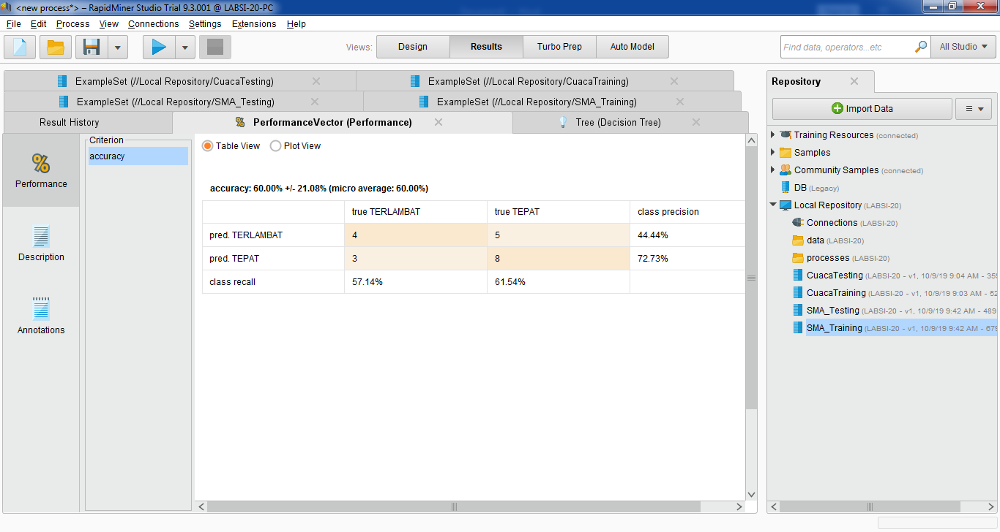 <new process*> – RapidMiner Studio Trial 9.3.001 @ LABSI-20-PC
File Edit Process View Connections Settings Extensions Help
Views: Design Results Turbo Prep Auto Model Find data, operators...etc All Studio
ExampleSet (//Local Repository/CuacaTesting) ExampleSet (//Local Repository/CuacaTraining)
ExampleSet (//Local Repository/SMA_Testing) ExampleSet (//Local Repository/SMA_Training)
Result History PerformanceVector (Performance) Tree (Decision Tree)
% Performance
Description
Annotations
Criterion
accuracy
Table View Plot View
accuracy: 60.00% +/- 21.08% (micro average: 60.00%)
true TERLAMBAT true TEPAT class precision
pred. TERLAMBAT 4 5 44.44%
pred. TEPAT 3 8 72.73%
class recall 57.14% 61.54%
Repository
Import Data
Training Resources (connected)
Samples
Community Samples (connected)
DB (Legacy)
Local Repository (LABSI-20)
Connections (LABSI-20)
data (LABSI-20)
processes (LABSI-20)
CuacaTesting (LABSI-20 - v1, 10/9/19 9:04 AM - 359
CuacaTraining (LABSI-20 - v1, 10/9/19 9:03 AM - 52
SMA_Testing (LABSI-20 - v1, 10/9/19 9:42 AM - 489
SMA_Training (LABSI-20 - v1, 10/9/19 9:42 AM - 679